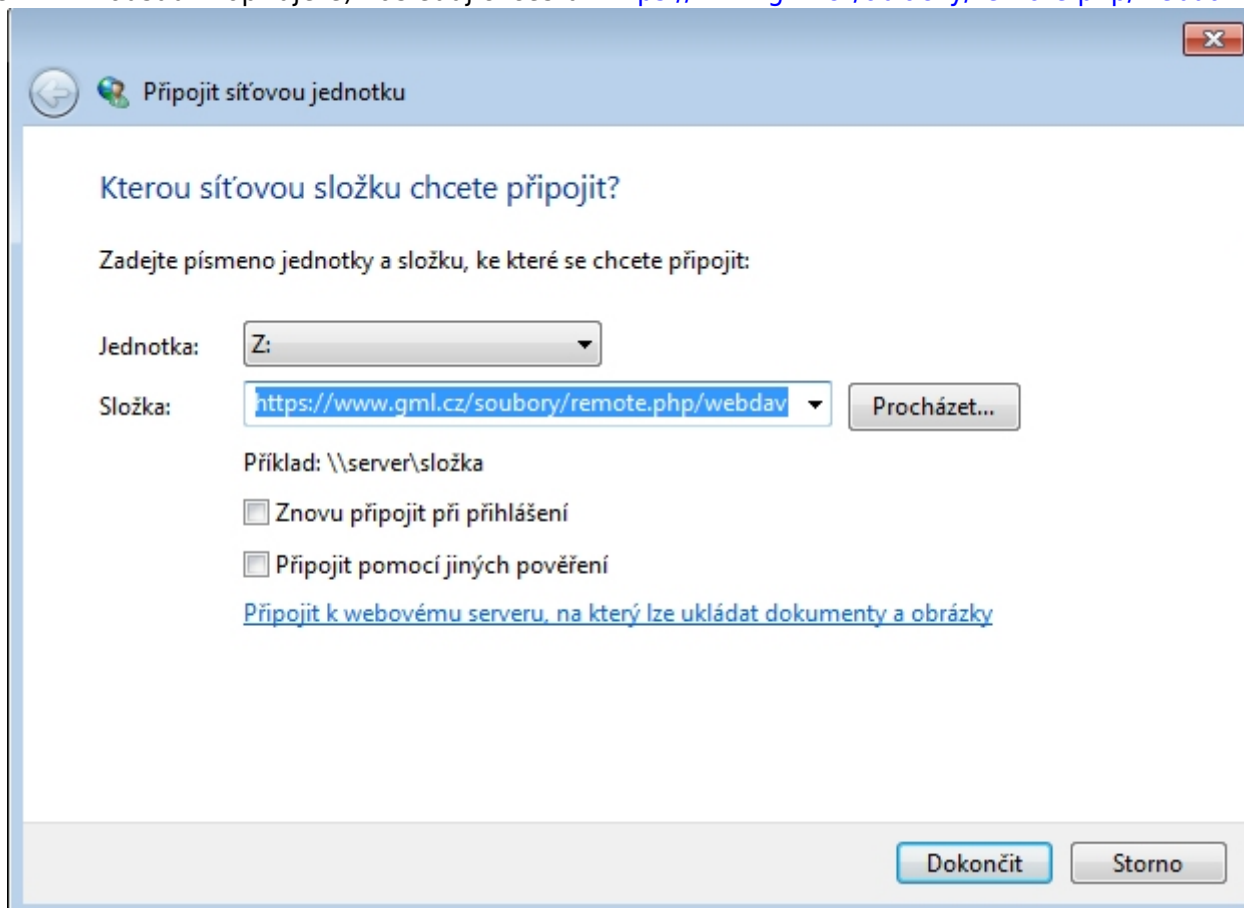 Připojit síťovou jednotku
Kterou síťovou složku chcete připojit?
Zadejte písmeno jednotky a složku, ke které se chcete připojit:
Jednotka: Z:
Složka: https://www.gml.cz/soubory/remote.php/webdav Procházet...
Příklad: \\server\složka
Znovu připojit při přihlášení
Připojit pomocí jiných pověření
Připojit k webovému serveru, na který lze ukládat dokumenty a obrázky
Dokončit Storno